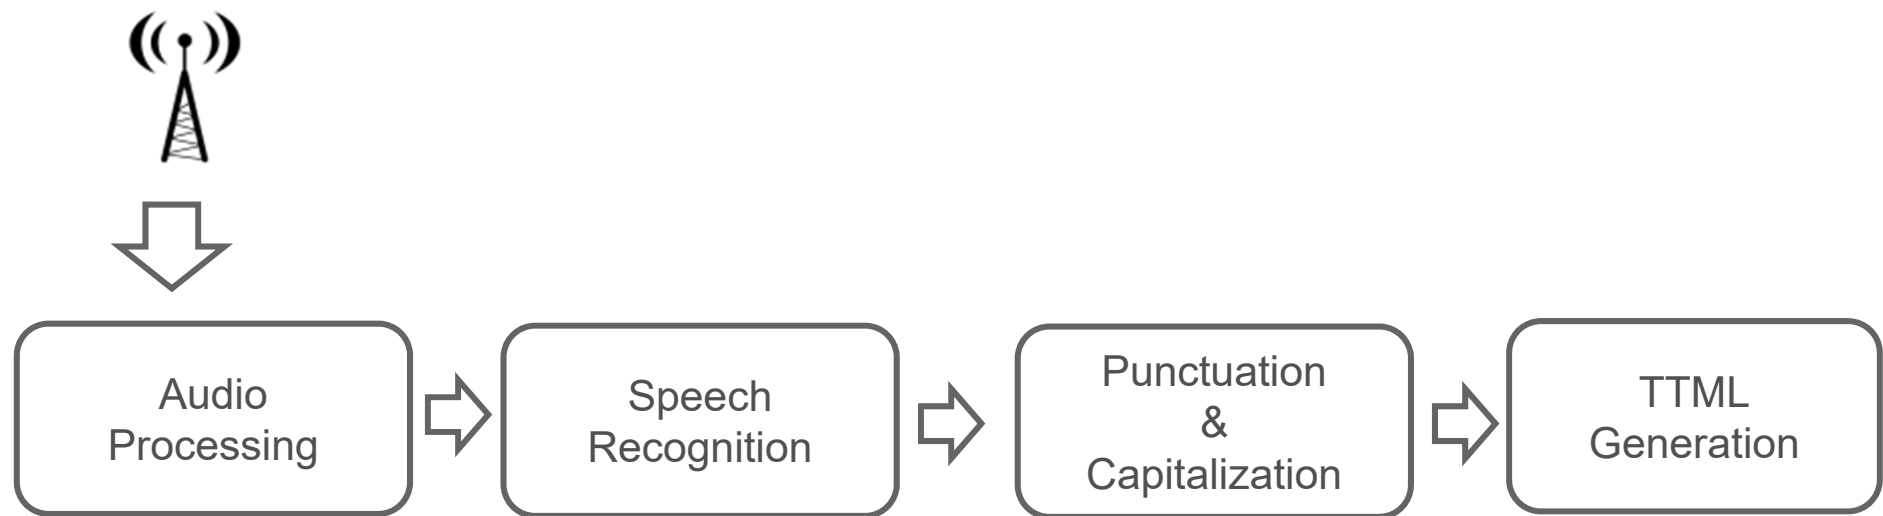 Audio
Processing
Speech
Recognition
Punctuation
&
Capitalization
TTML
Generation